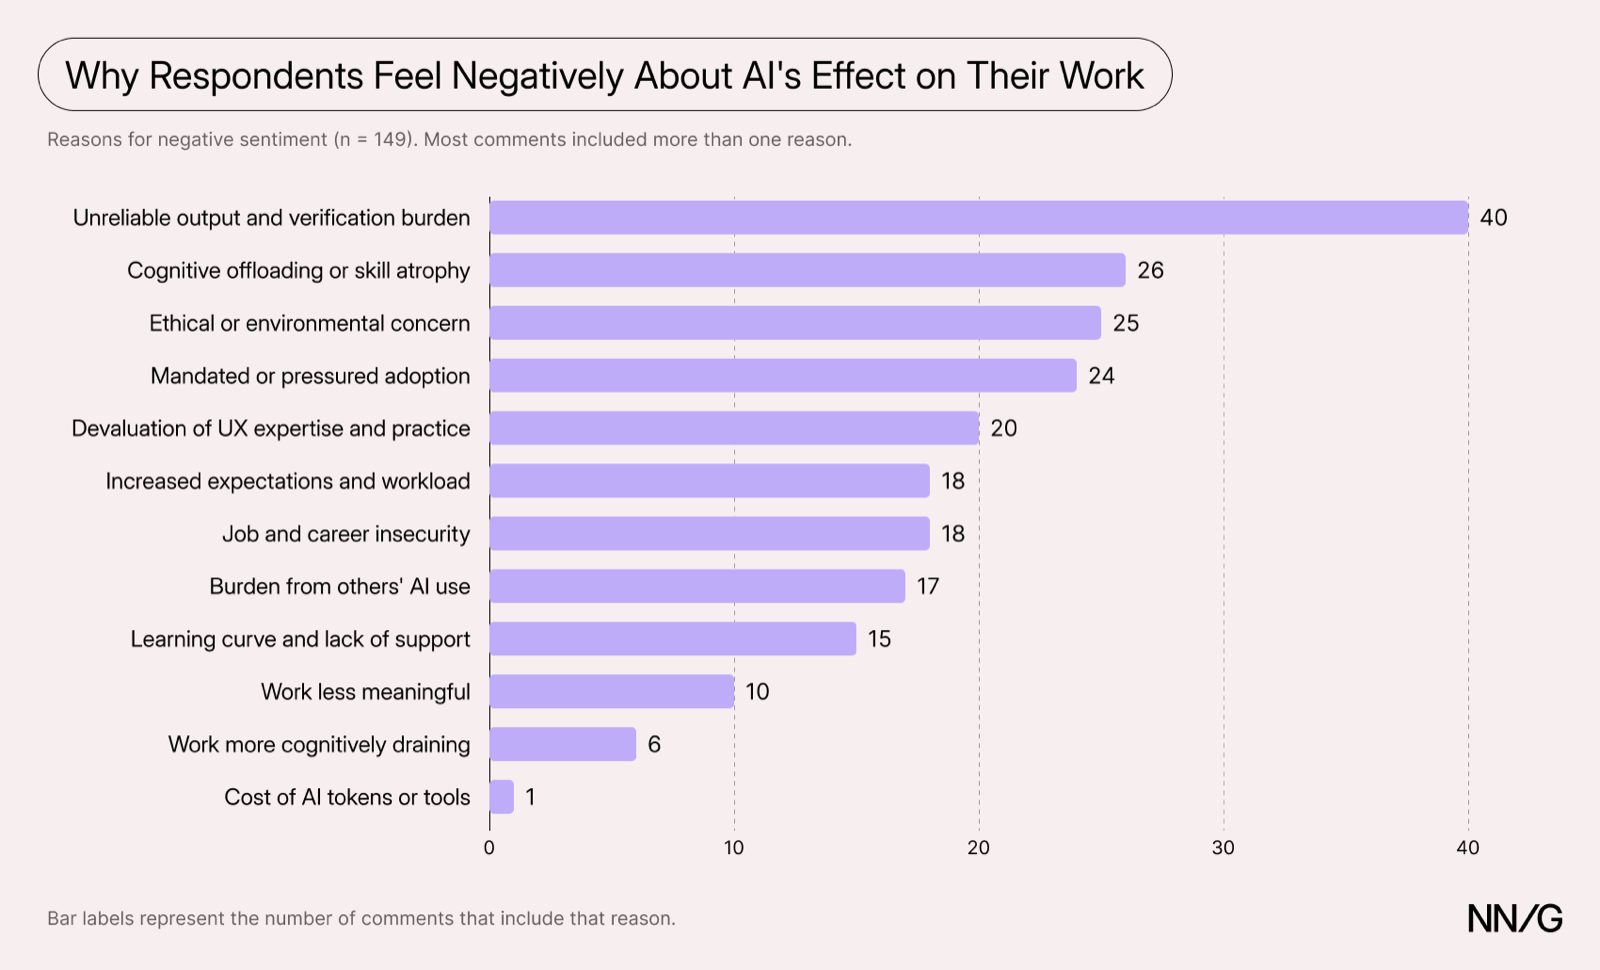 Why Respondents Feel Negatively About AI's Effect on Their Work
Reasons for negative sentiment (n = 149). Most comments included more than one reason.
Unreliable output and verification burden 40
Cognitive offloading or skill atrophy 26
Ethical or environmental concern 25
Mandated or pressured adoption 24
Devaluation of UX expertise and practice 20
Increased expectations and workload 18
Job and career insecurity 18
Burden from others' AI use 17
Learning curve and lack of support 15
Work less meaningful 10
Work more cognitively draining 6
Cost of AI tokens or tools 1
0 10 20 30 40
Bar labels represent the number of comments that include that reason.
NN/G